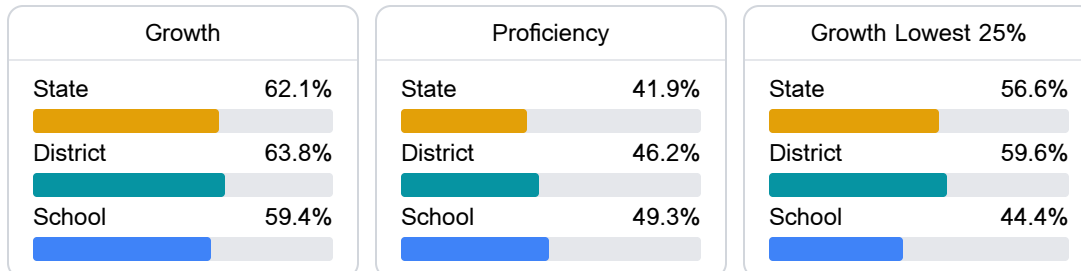 Growth
State 62.1%
District 63.8%
School 59.4%
Proficiency
State 41.9%
District 46.2%
School 49.3%
Growth Lowest 25%
State 56.6%
District 59.6%
School 44.4%